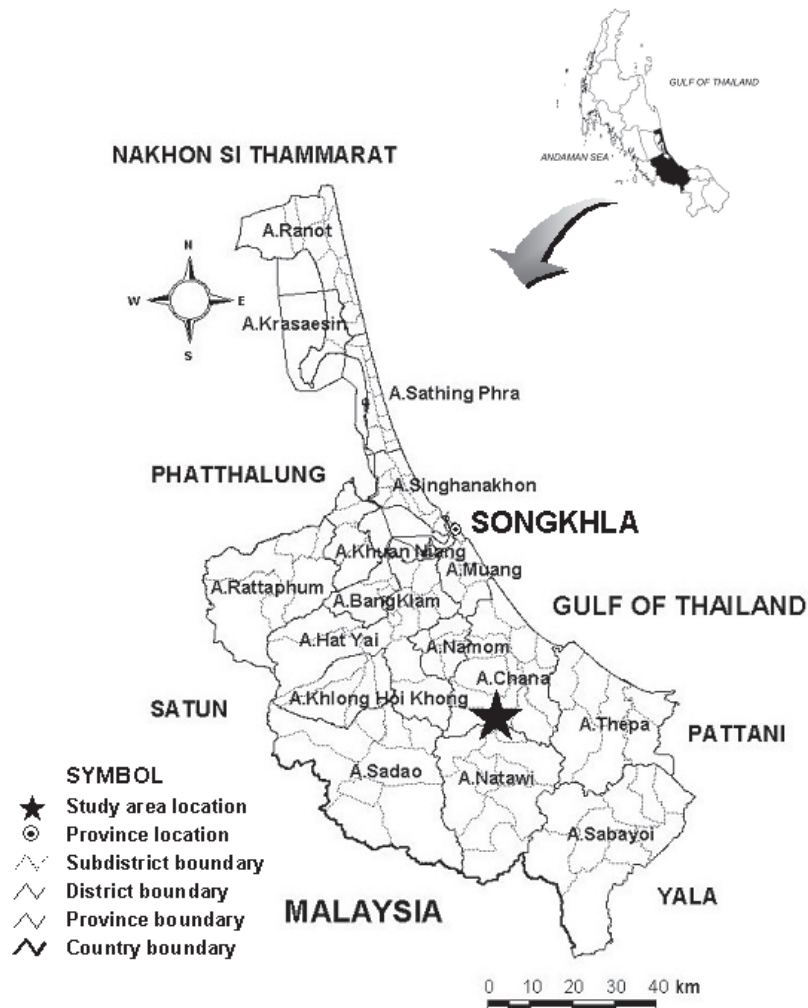 GULF OF THAILAND
ANDAMAN SEA
NAKHON SI THAMMARAT
A.Ranot
N
W E
S
A.Krasaesin
A.Sathing Phra
PHATTHALUNG
A.Singhanakhon
SONGKHLA
A.Khuan Niang
A.Muang
A.Rattaphum
A.BangKlam
GULF OF THAILAND
A.Hat Yai
A.Namom
A.Chana
A.Khlong Hoi Khong
SATUN
A.Thepa
PATTANI
A.Sadao
A.Natawi
A.Sabayoi
YALA
MALAYSIA
SYMBOL
Study area location
Province location
Subdistrict boundary
District boundary
Province boundary
Country boundary
0 10 20 30 40 km